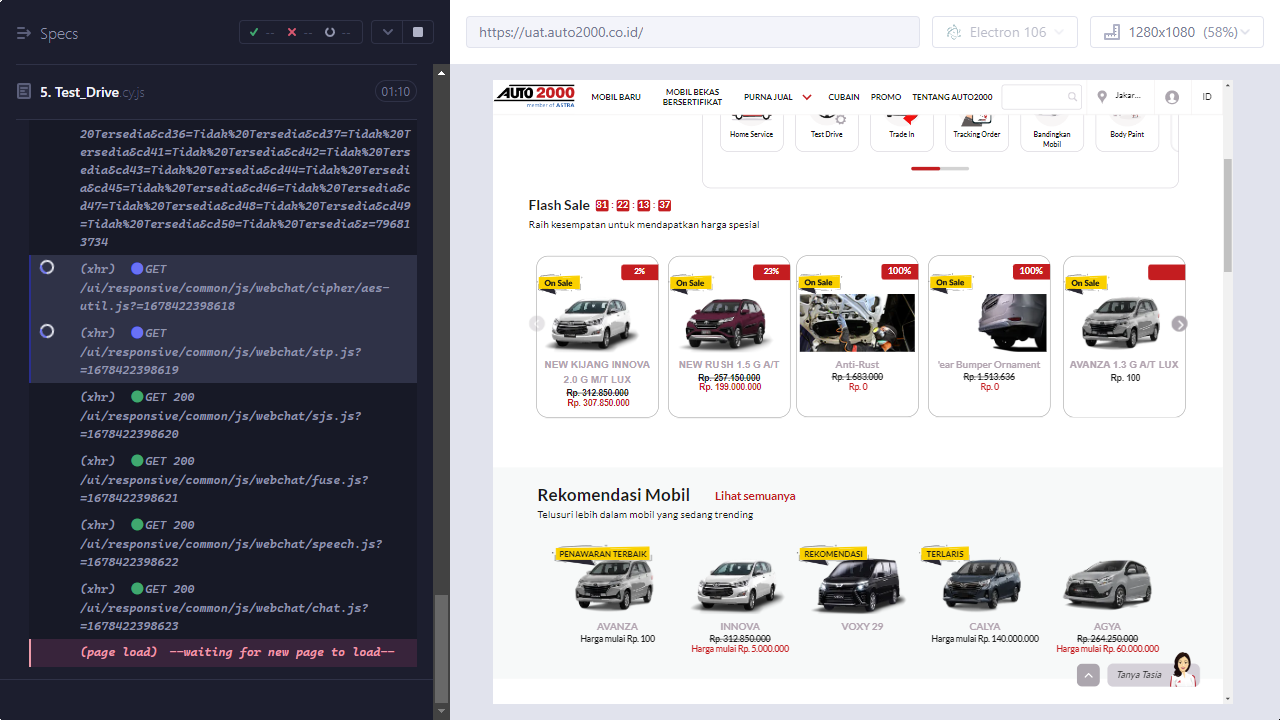 Specs
-- -- --
https://uat.auto2000.co.id/
Electron 106
1280x1080 (58%)
5. Test_Drive.cy.js
01:10
20Tersedia&cd36=Tidak%20Tersedia&cd37=Tidak%20T
ersedia&cd41=Tidak%20Tersedia&cd42=Tidak%20Ters
edia&cd43=Tidak%20Tersedia&cd44=Tidak%20Tersedi
a&cd45=Tidak%20Tersedia&cd46=Tidak%20Tersedia&c
d47=Tidak%20Tersedia&cd48=Tidak%20Tersedia&cd49
=Tidak%20Tersedia&cd50=Tidak%20Tersedia&z=79681
3734
(xhr) GET
/ui/responsive/common/js/webchat/cipher/aes-
util.js?=1678422398618
(xhr) GET
/ui/responsive/common/js/webchat/stp.js?
=1678422398619
(xhr) GET 200
/ui/responsive/common/js/webchat/sjs.js?
=1678422398620
(xhr) GET 200
/ui/responsive/common/js/webchat/fuse.js?
=1678422398621
(xhr) GET 200
/ui/responsive/common/js/webchat/speech.js?
=1678422398622
(xhr) GET 200
/ui/responsive/common/js/webchat/chat.js?
=1678422398623
(page load) --waiting for new page to load--
AUTO 2000
member of ASTRA
MOBIL BARU
MOBIL BEKAS
BERSERTIFIKAT
PURNA JUAL
CUBAIN
PROMO
TENTANG AUTO2000
Jakar...
ID
Home Service
Test Drive
Trade In
Tracking Order
Bandingkan
Mobil
Body Paint
Flash Sale 81 : 22 : 13 : 37
Raih kesempatan untuk mendapatkan harga spesial
2%
On Sale
NEW KIJANG INNOVA
2.0 G M/T LUX
Rp. 312.850.000
Rp. 307.850.000
23%
On Sale
NEW RUSH 1.5 G A/T
Rp. 257.150.000
Rp. 199.000.000
100%
On Sale
Anti-Rust
Rp. 1.683.000
Rp. 0
100%
On Sale
'ear Bumper Ornament
Rp. 1.513.636
Rp. 0
On Sale
AVANZA 1.3 G A/T LUX
Rp. 100
Rekomendasi Mobil
Lihat semuanya
Telusuri lebih dalam mobil yang sedang trending
PENAWARAN TERBAIK
AVANZA
Harga mulai Rp. 100
INNOVA
Rp. 312.850.000
Harga mulai Rp. 5.000.000
REKOMENDASI
VOXY 29
TERLARIS
CALYA
Harga mulai Rp. 140.000.000
AGYA
Rp. 264.250.000
Harga mulai Rp. 60.000.000
Tanya Tasia